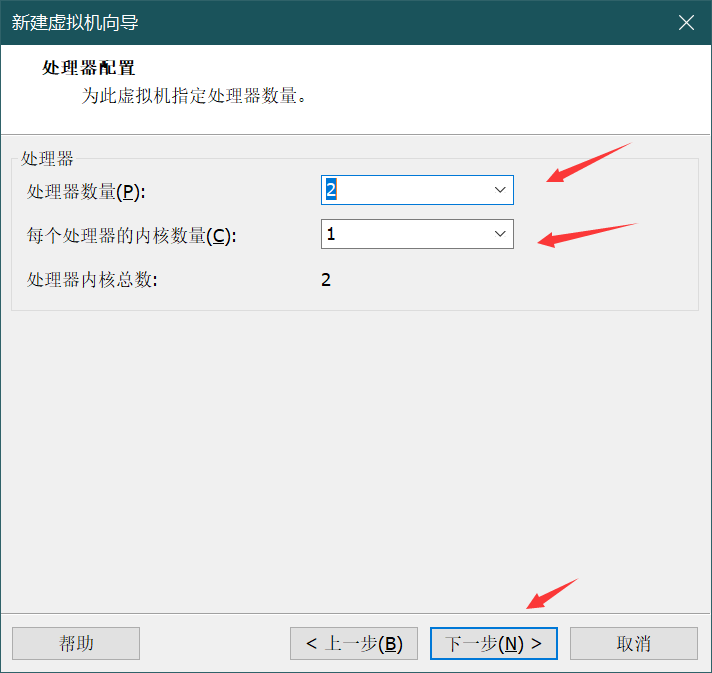 新建虚拟机向导
处理器配置
为此虚拟机指定处理器数量。
处理器
处理器数量(P): 2
每个处理器的内核数量(C): 1
处理器内核总数: 2
帮助 < 上一步(B) 下一步(N) > 取消